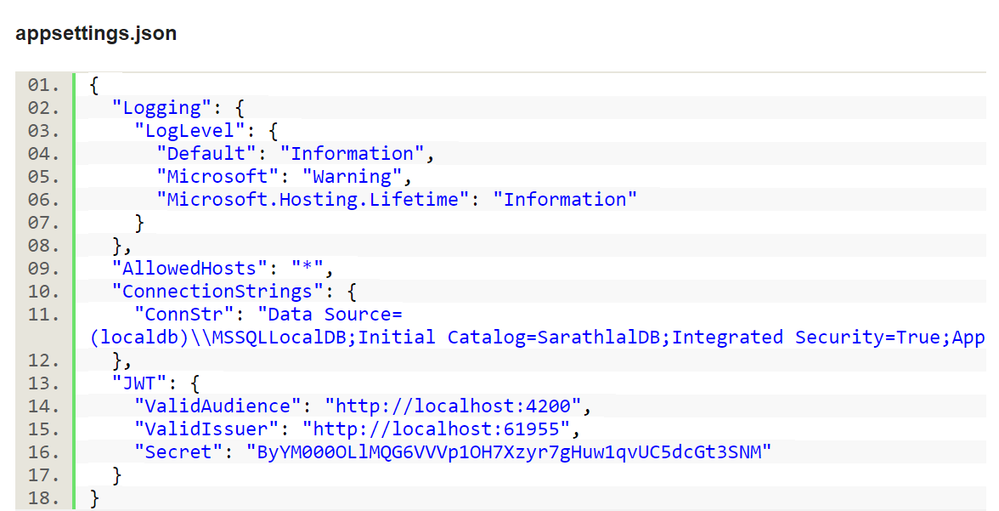 appsettings.json
01. {
02. "Logging": {
03. "LogLevel": {
04. "Default": "Information",
05. "Microsoft": "Warning",
06. "Microsoft.Hosting.Lifetime": "Information"
07. }
08. },
09. "AllowedHosts": "*",
10. "ConnectionStrings": {
11. "ConnStr": "Data Source=
(localdb)\\MSSQLLocalDB;Initial Catalog=SarathlalDB;Integrated Security=True;App
12. },
13. "JWT": {
14. "ValidAudience": "http://localhost:4200",
15. "ValidIssuer": "http://localhost:61955",
16. "Secret": "ByYM000OLlMQG6VVVp1OH7Xzyr7gHuw1qvUC5dcGt3SNM"
17. }
18. }